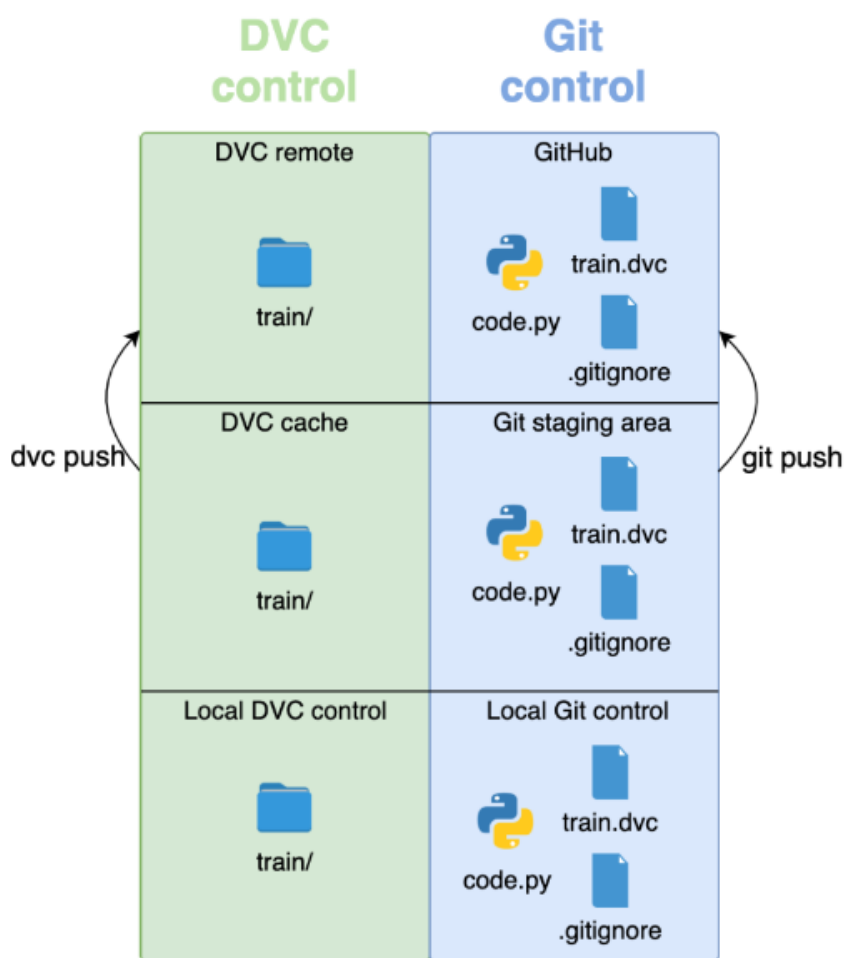 DVC
control
Git
control
DVC remote
GitHub
train/
code.py
train.dvc
.gitignore
dvc push
git push
DVC cache
Git staging area
train/
code.py
train.dvc
.gitignore
Local DVC control
Local Git control
train/
code.py
train.dvc
.gitignore